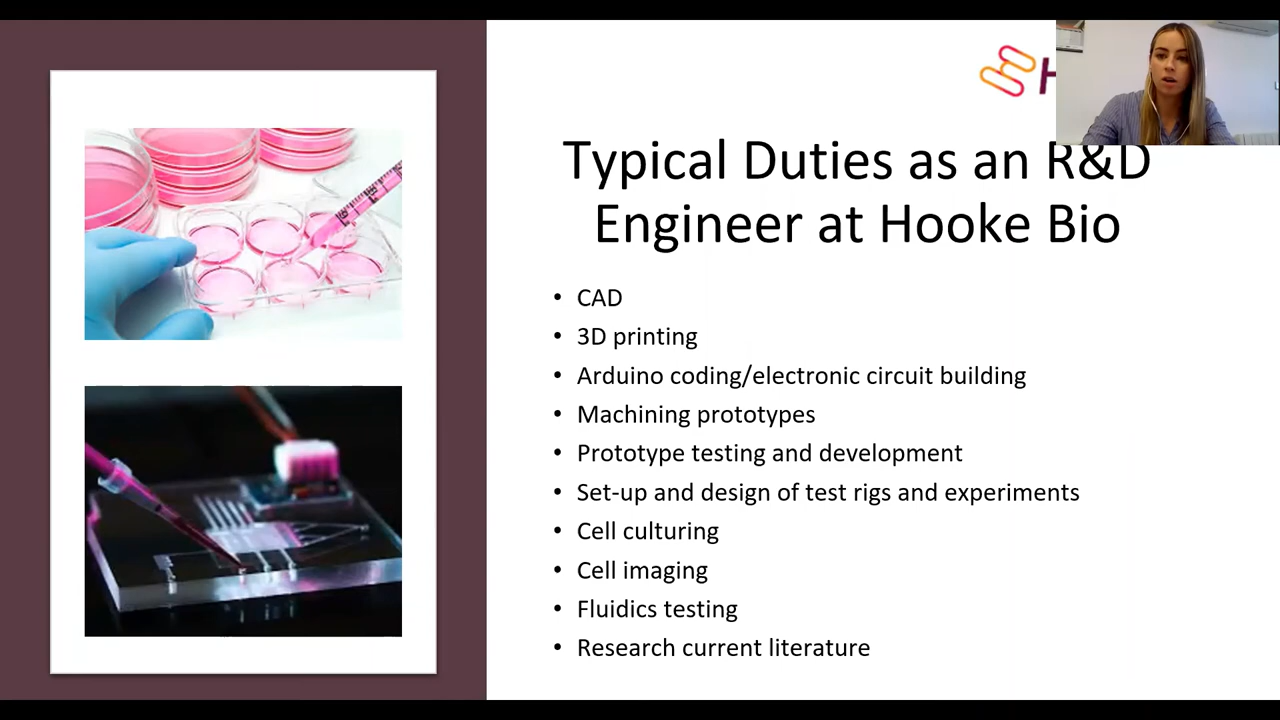 H
Typical Duties as an R&D
Engineer at Hooke Bio
• CAD
• 3D printing
• Arduino coding/electronic circuit building
• Machining prototypes
• Prototype testing and development
• Set-up and design of test rigs and experiments
• Cell culturing
• Cell imaging
• Fluidics testing
• Research current literature